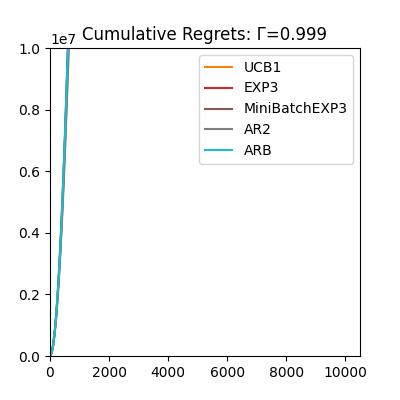 Cumulative Regrets: Γ=0.999
1e7
1.0
0.8
0.6
0.4
0.2
0.0
0 2000 4000 6000 8000 10000
UCB1
EXP3
MiniBatchEXP3
AR2
ARB